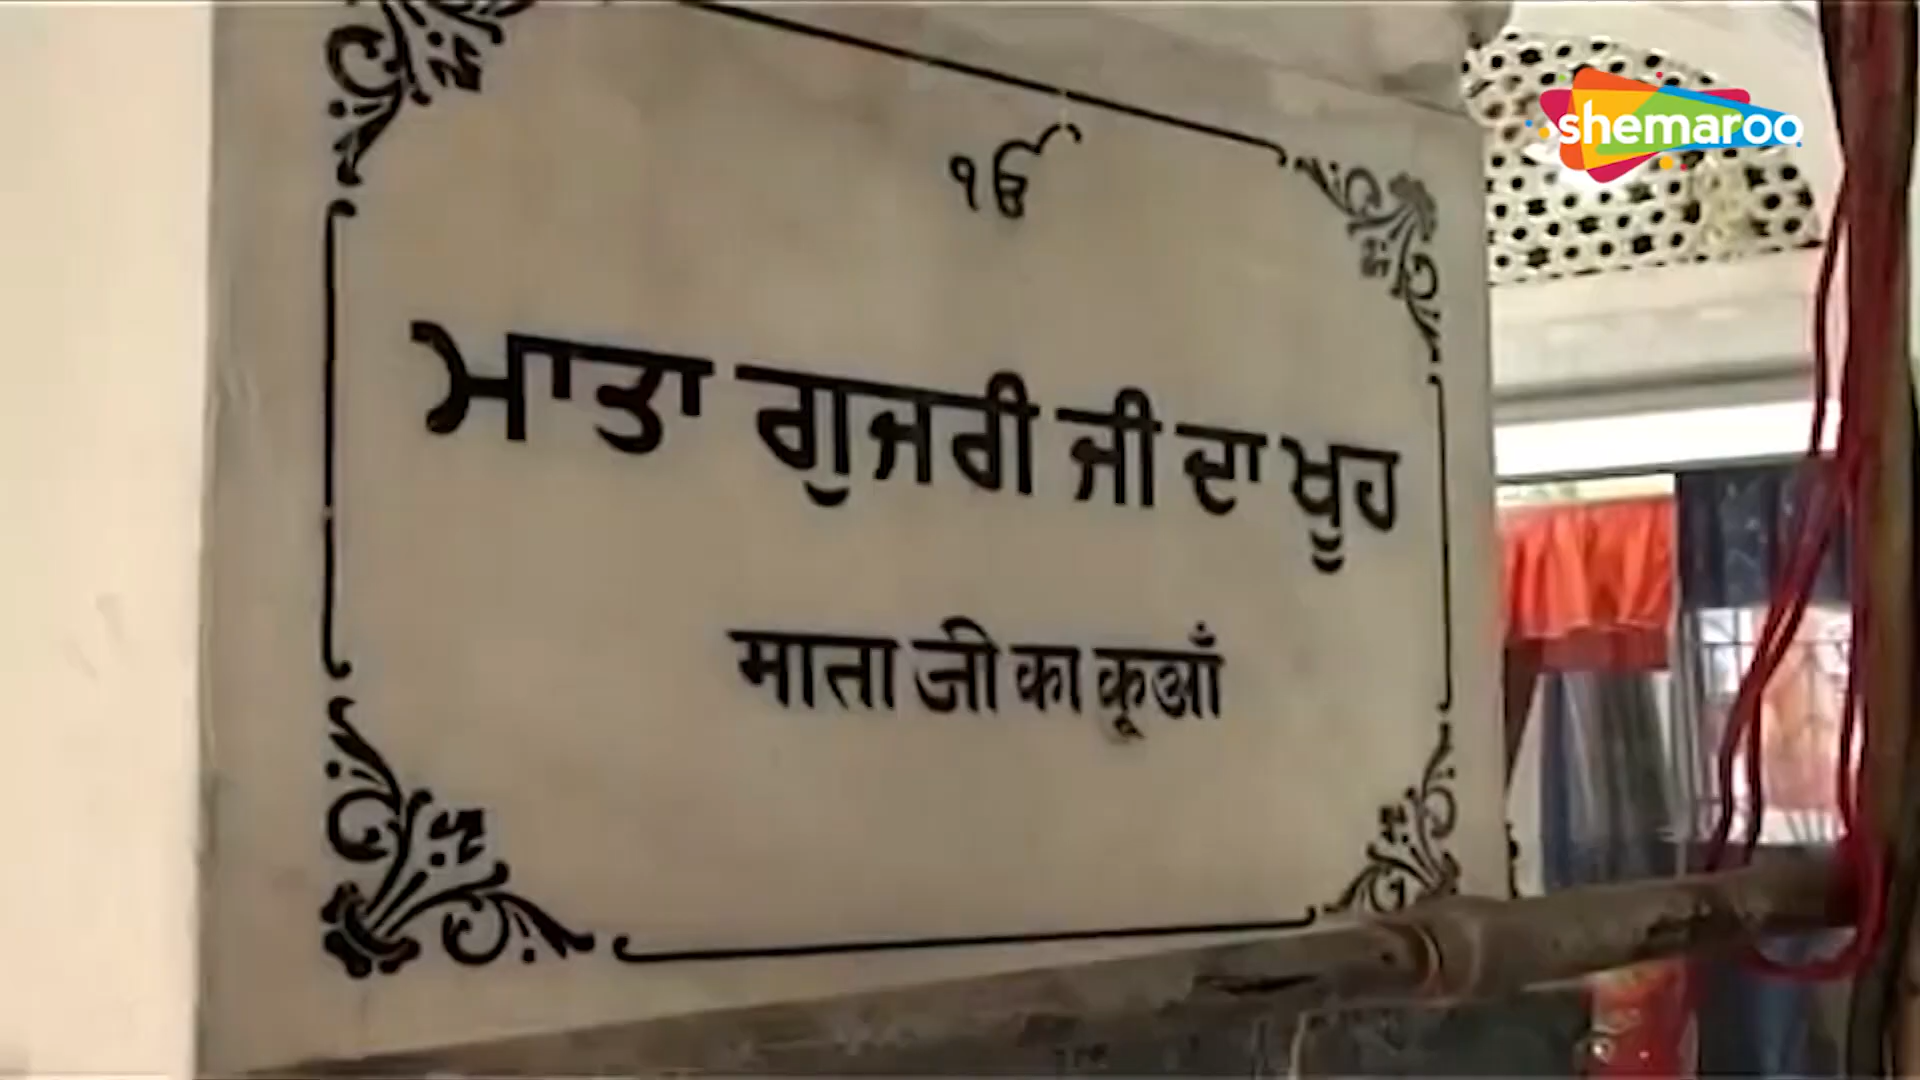 shemaroo
ੴ
ਮਾਤਾ ਗੁਜਰੀ ਜੀ ਦਾ ਖੂਹ
माता जी का कूआँ